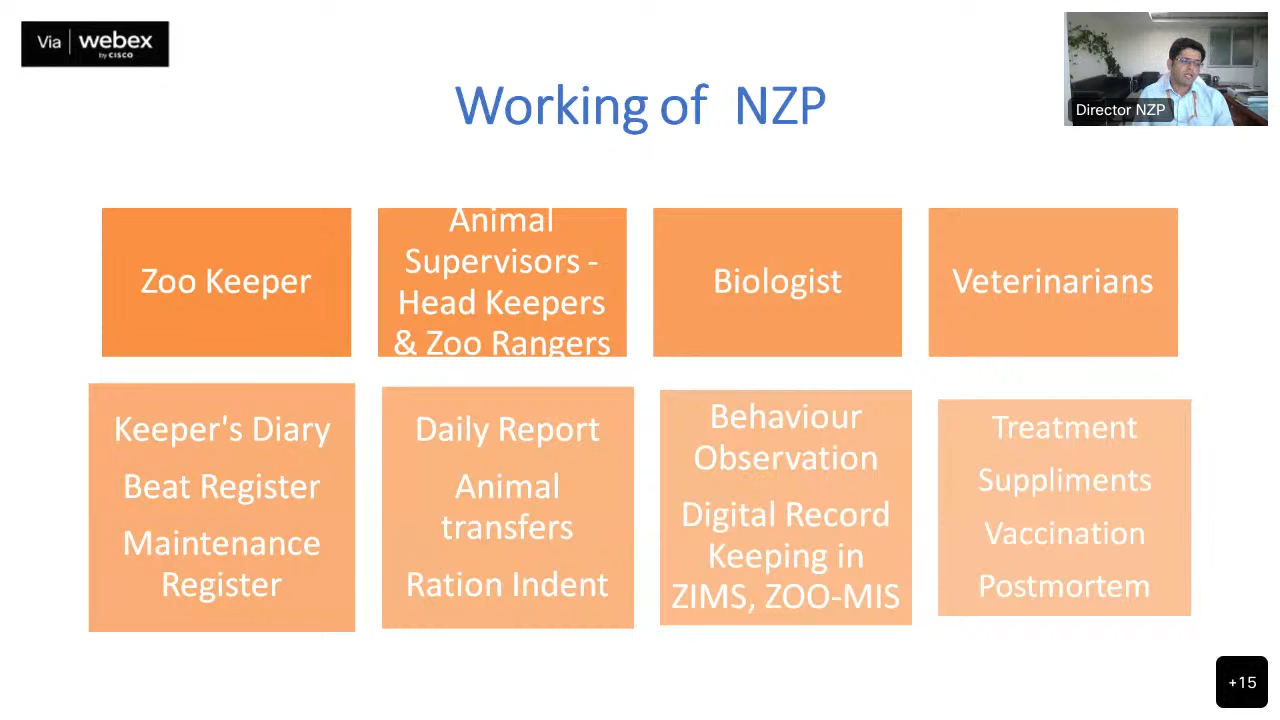 Via webex
by CISCO
Director NZP
Working of NZP
Zoo Keeper
Animal
Supervisors -
Head Keepers
& Zoo Rangers
Biologist
Veterinarians
Keeper's Diary
Beat Register
Maintenance
Register
Daily Report
Animal
transfers
Ration Indent
Behaviour
Observation
Digital Record
Keeping in
ZIMS, ZOO-MIS
Treatment
Suppliments
Vaccination
Postmortem
+15